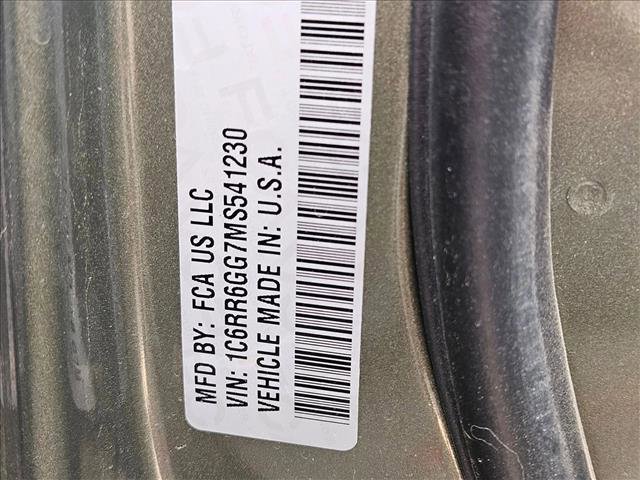 MFD BY: FCA US LLC
VIN: 1C6RR6GG7MS541230
VEHICLE MADE IN: U.S.A.